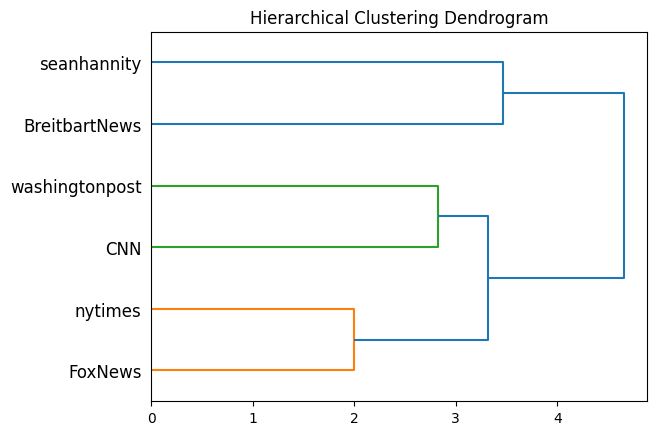 Hierarchical Clustering Dendrogram
seanhannity
BreitbartNews
washingtonpost
CNN
nytimes
FoxNews
0 1 2 3 4